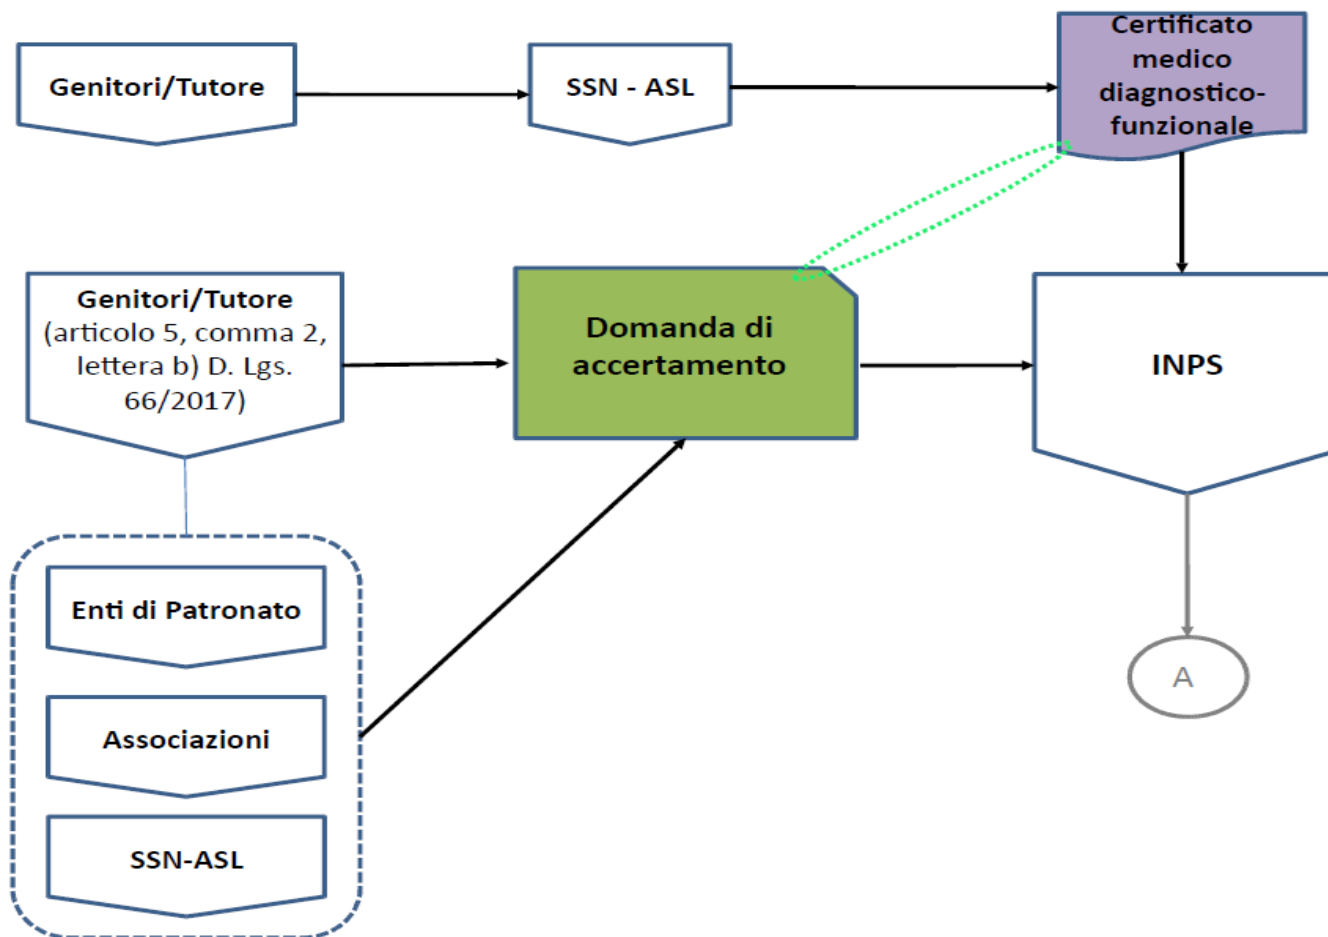 Genitori/Tutore
SSN - ASL
Certificato
medico
diagnostico-
funzionale
Genitori/Tutore
(articolo 5, comma 2,
lettera b) D. Lgs.
66/2017)
Domanda di
accertamento
INPS
Enti di Patronato
Associazioni
SSN-ASL
A